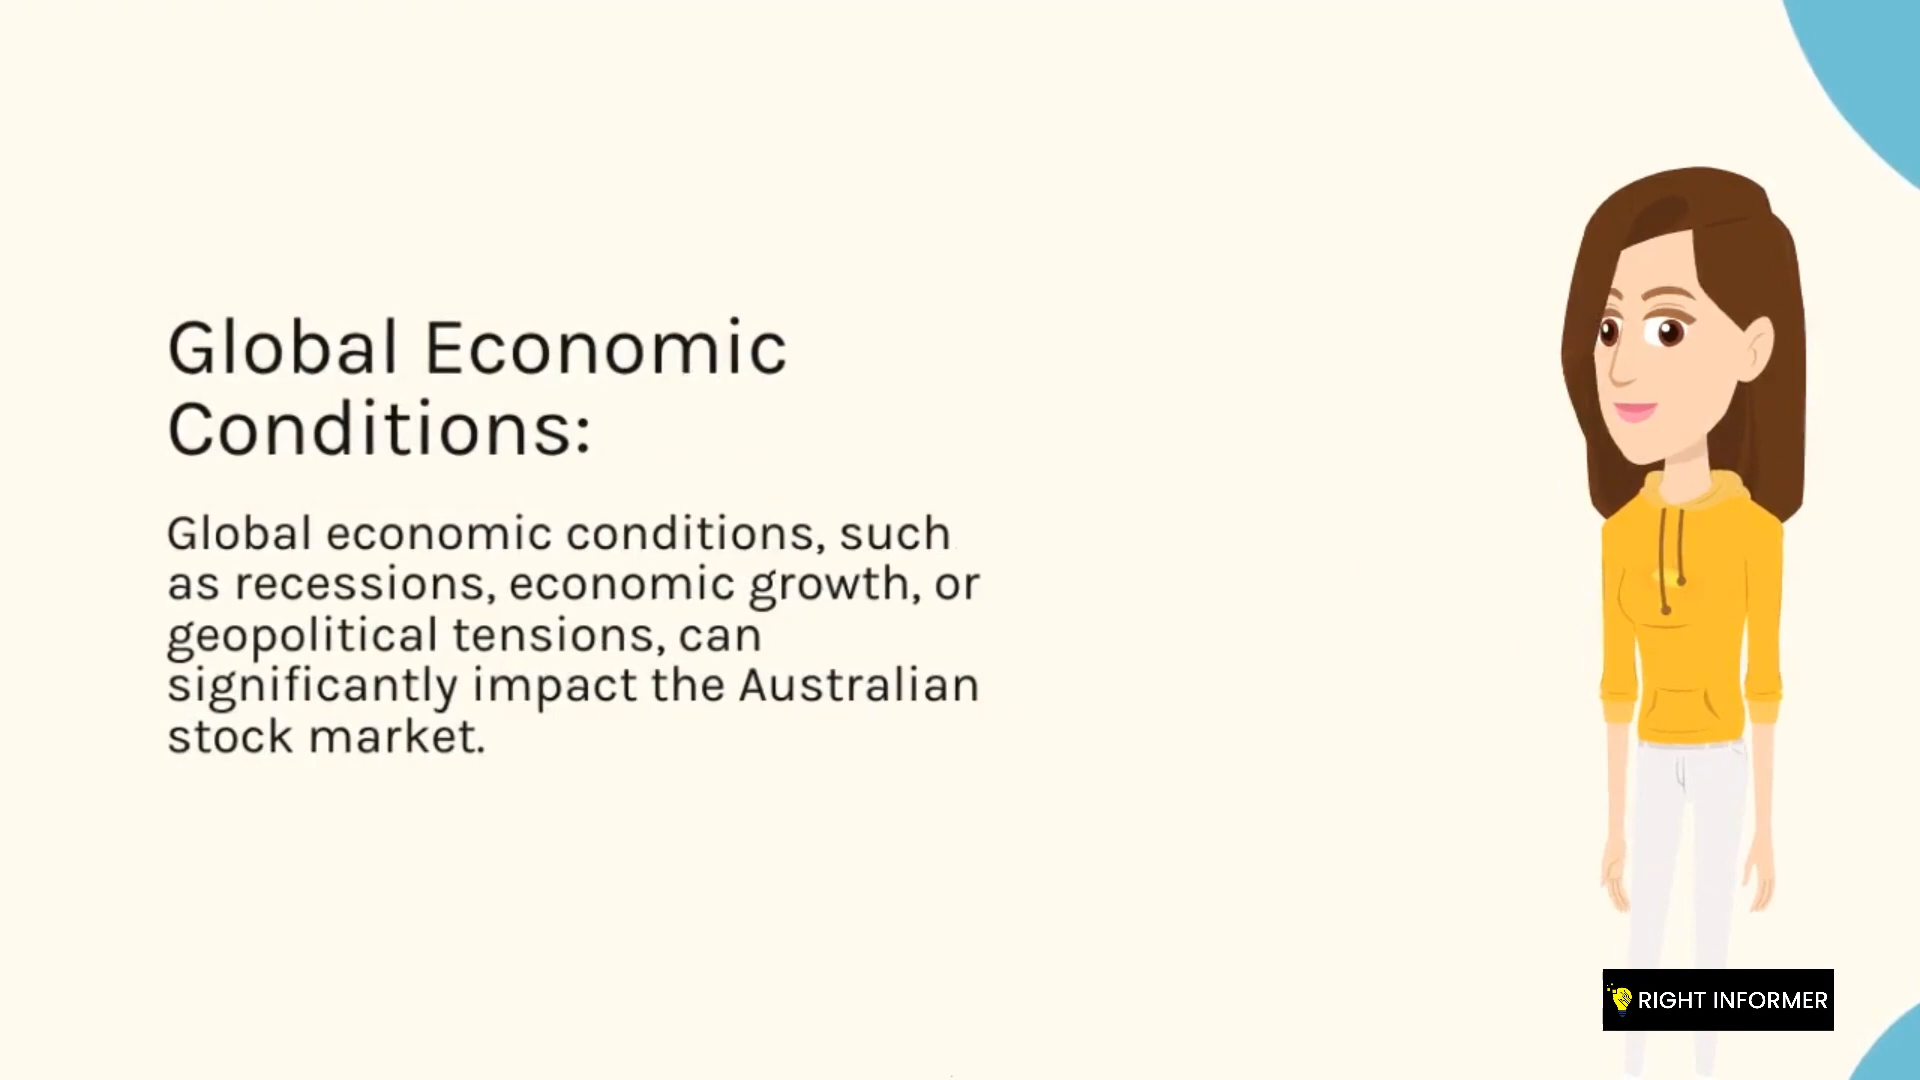 Global Economic
Conditions:
Global economic conditions, such
as recessions, economic growth, or
geopolitical tensions, can
significantly impact the Australian
stock market.
RIGHT INFORMER